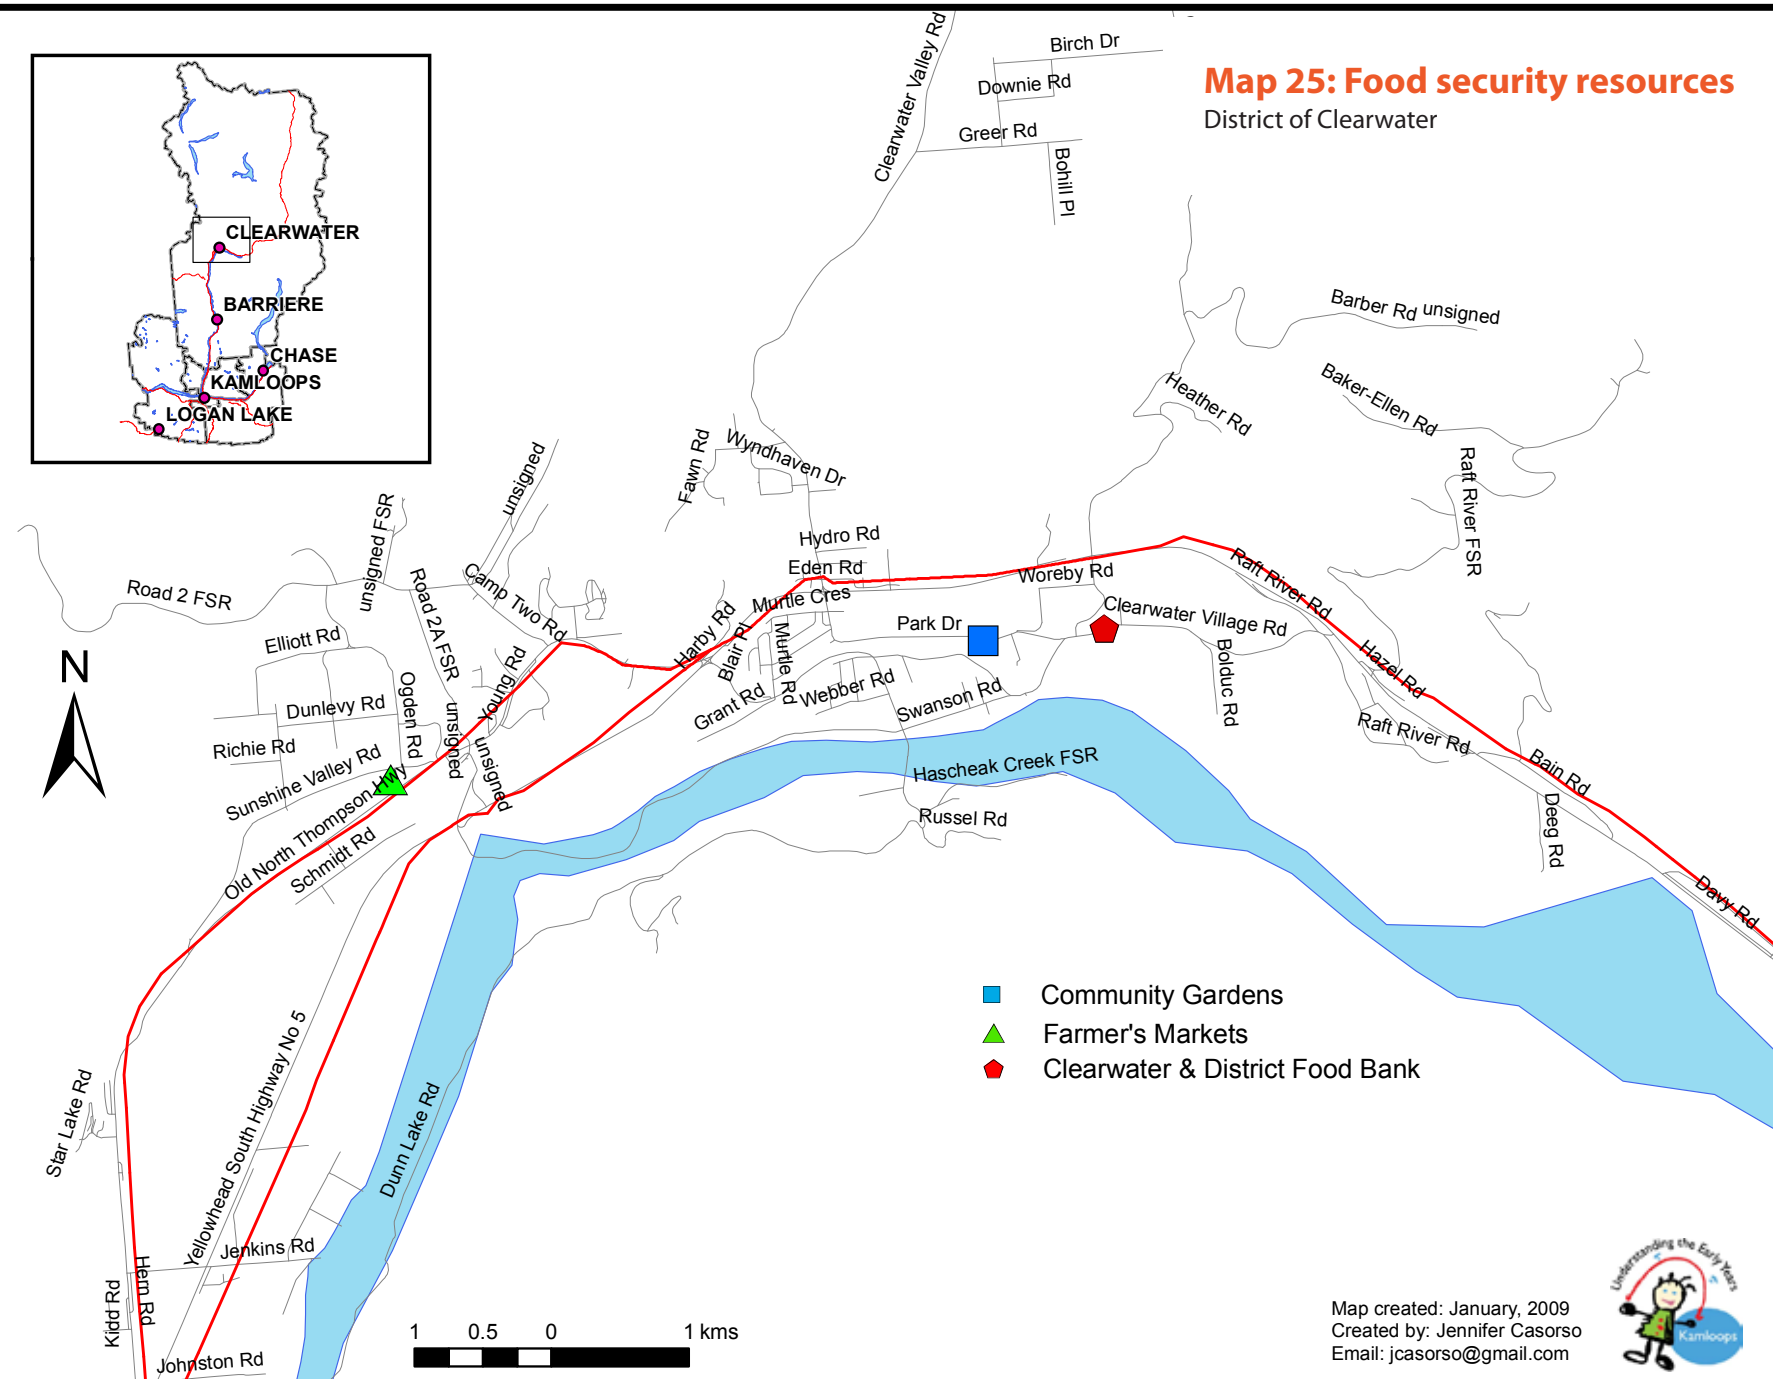 Map 25: Food security resources
District of Clearwater
CLEARWATER
BARRIERE
CHASE
KAMLOOPS
LOGAN LAKE
Clearwater Valley Rd
Birch Dr
Downie Rd
Greer Rd
Bohill Pl
Barber Rd
unsigned
Baker-Ellen Rd
Heather Rd
Raft River FSR
Fawn Rd
Wyndhaven Dr
Hydro Rd
Eden Rd
Murtle Cres
Woreby Rd
Raft River Rd
Clearwater Village Rd
Park Dr
Harby Rd
Blair Pl
Murtle Rd
Grant Rd
Webber Rd
Swanson Rd
Bolduc Rd
Hazel Rd
Raft River Rd
Bain Rd
Deeg Rd
Davy Rd
Hascheak Creek FSR
Russel Rd
unsigned
unsigned FSR
Road 2 FSR
Road 2A FSR
Camp Two Rd
Elliott Rd
Young Rd
Ogden Rd
Dunlevy Rd
unsigned
unsigned
Richie Rd
Sunshine Valley Rd
Old North Thompson Hwy
Schmidt Rd
N
Yellowhead South Highway No 5
Star Lake Rd
Dunn Lake Rd
Jenkins Rd
Hern Rd
Kidd Rd
Johnston Rd
Community Gardens
Farmer's Markets
Clearwater & District Food Bank
1 0.5 0 1 kms
Map created: January, 2009
Created by: Jennifer Casorso
Email: jcasorso@gmail.com
Understanding the Early Years
Kamloops